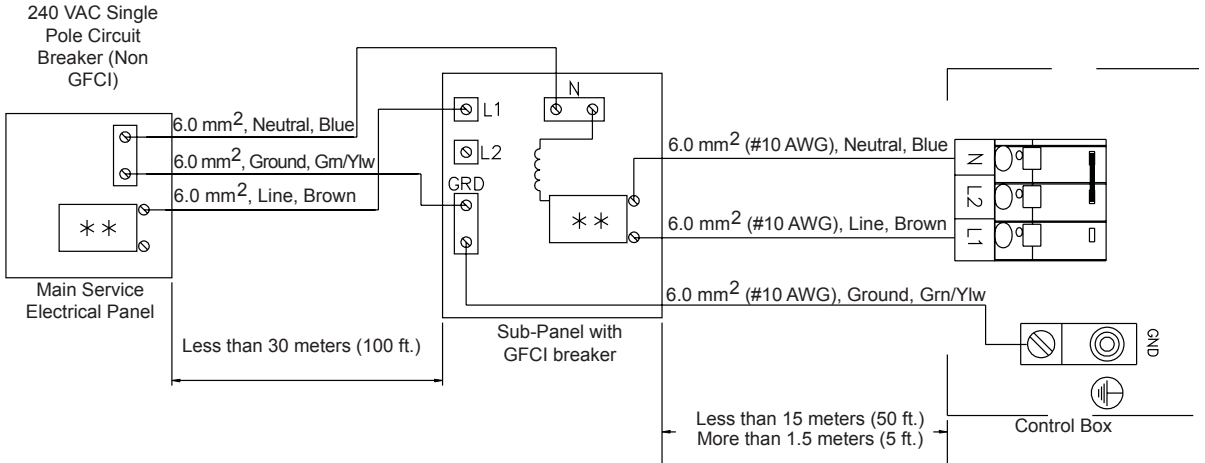 240 VAC Single
Pole Circuit
Breaker (Non
GFCI)
6.0 mm2, Neutral, Blue
6.0 mm2, Ground, Grn/Ylw
6.0 mm2, Line, Brown
**
Main Service
Electrical Panel
Less than 30 meters (100 ft.)
N
L1
L2
GRD
**
Sub-Panel with
GFCI breaker
6.0 mm2 (#10 AWG), Neutral, Blue
6.0 mm2 (#10 AWG), Line, Brown
6.0 mm2 (#10 AWG), Ground, Grn/Ylw
Less than 15 meters (50 ft.)
More than 1.5 meters (5 ft.)
N
L2
L1
GND
Control Box